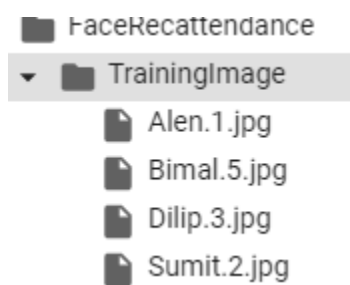 FaceRecattendance
TrainingImage
Alen.1.jpg
Bimal.5.jpg
Dilip.3.jpg
Sumit.2.jpg